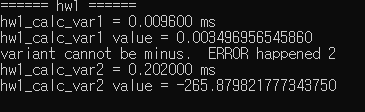 ====== hw1 ======
hw1_calc_var1 = 0.009600 ms
hw1_calc_var1 value = 0.003496956545860
variant cannot be minus.  ERROR happened 2
hw1_calc_var2 = 0.202000 ms
hw1_calc_var2 value = -265.879821777343750